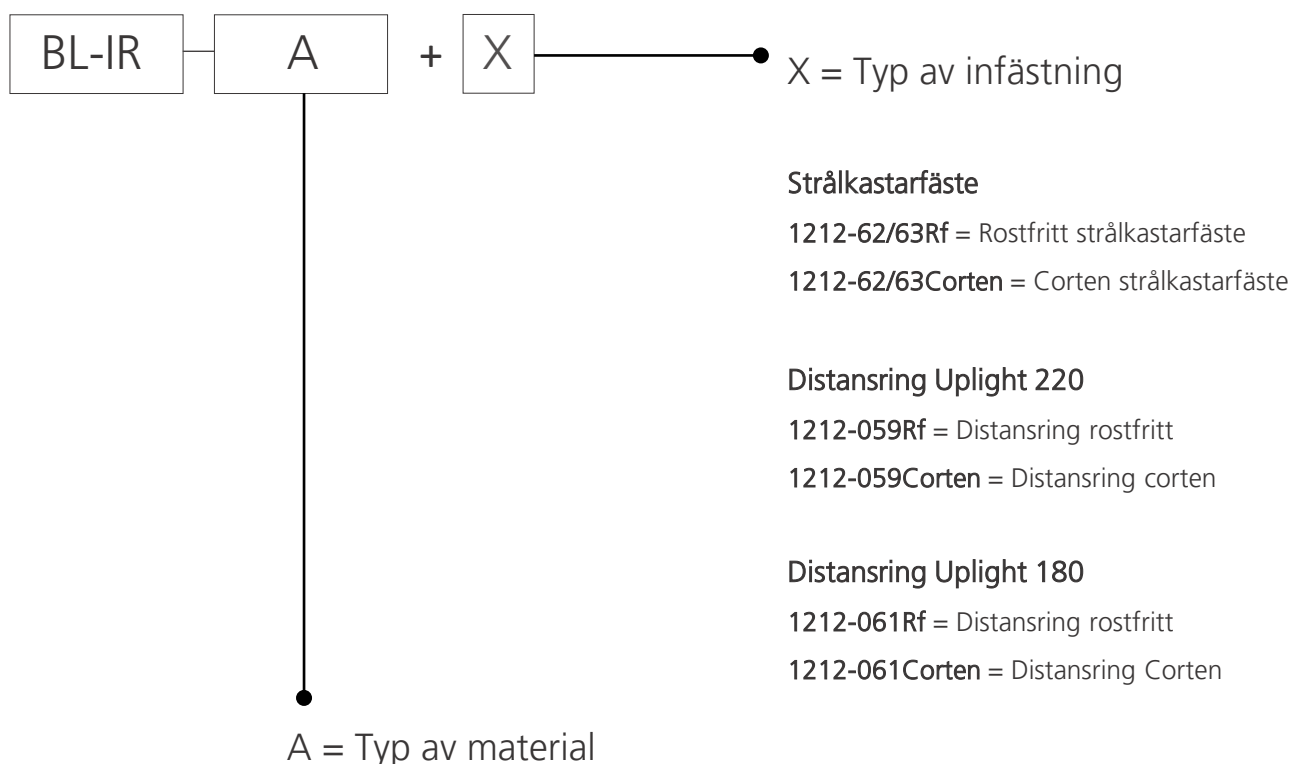 BL-IR A + X
X = Typ av infästning
Strålkastarfäste
1212-62/63Rf = Rostfritt strålkastarfäste
1212-62/63Corten = Corten strålkastarfäste
Distansring Uplight 220
1212-059Rf = Distansring rostfritt
1212-059Corten = Distansring corten
Distansring Uplight 180
1212-061Rf = Distansring rostfritt
1212-061Corten = Distansring Corten
A = Typ av material